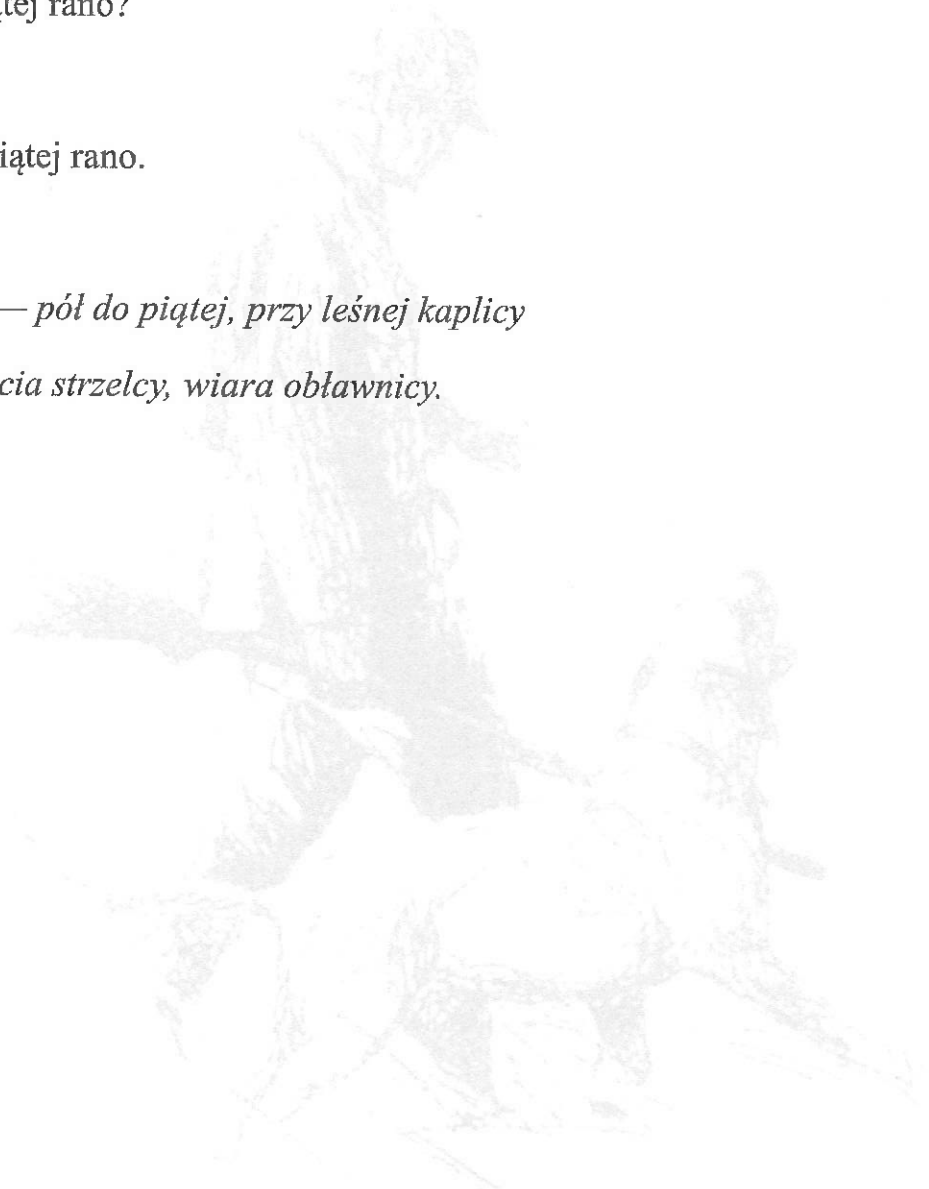 ątej rano?
iątej rano.
— pół do piątej, przy leśnej kaplicy
cia strzelcy, wiara obławnicy.